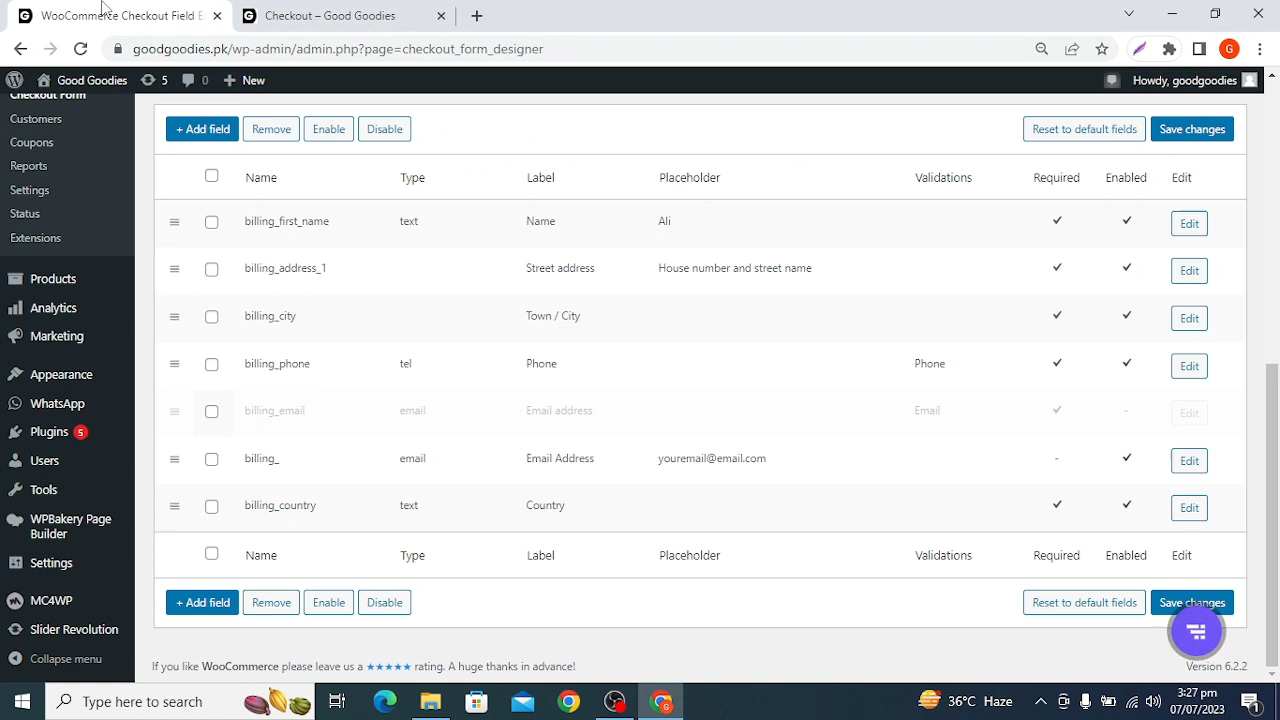 WooCommerce Checkout Field E
Checkout – Good Goodies
goodgoodies.pk/wp-admin/admin.php?page=checkout_form_designer
G
Good Goodies
5
0
New
Howdy, goodgoodies
Checkout Form
Customers
Coupons
Reports
Settings
Status
Extensions
Products
Analytics
Marketing
Appearance
WhatsApp
Plugins 5
Users
Tools
WPBakery Page
Builder
Settings
MC4WP
Slider Revolution
Collapse menu
+ Add field Remove Enable Disable Reset to default fields Save changes
Name Type Label Placeholder Validations Required Enabled Edit
billing_first_name text Name Ali Edit
billing_address_1 Street address House number and street name Edit
billing_city Town / City Edit
billing_phone tel Phone Phone Edit
billing_email email Email address Email - Edit
billing_ email Email Address youremail@email.com - Edit
billing_country text Country Edit
Name Type Label Placeholder Validations Required Enabled Edit
+ Add field Remove Enable Disable Reset to default fields Save changes
If you like WooCommerce please leave us a ★★★★★ rating. A huge thanks in advance!
Version 6.2.2
Type here to search
36°C Haze
3:27 pm
07/07/2023
1